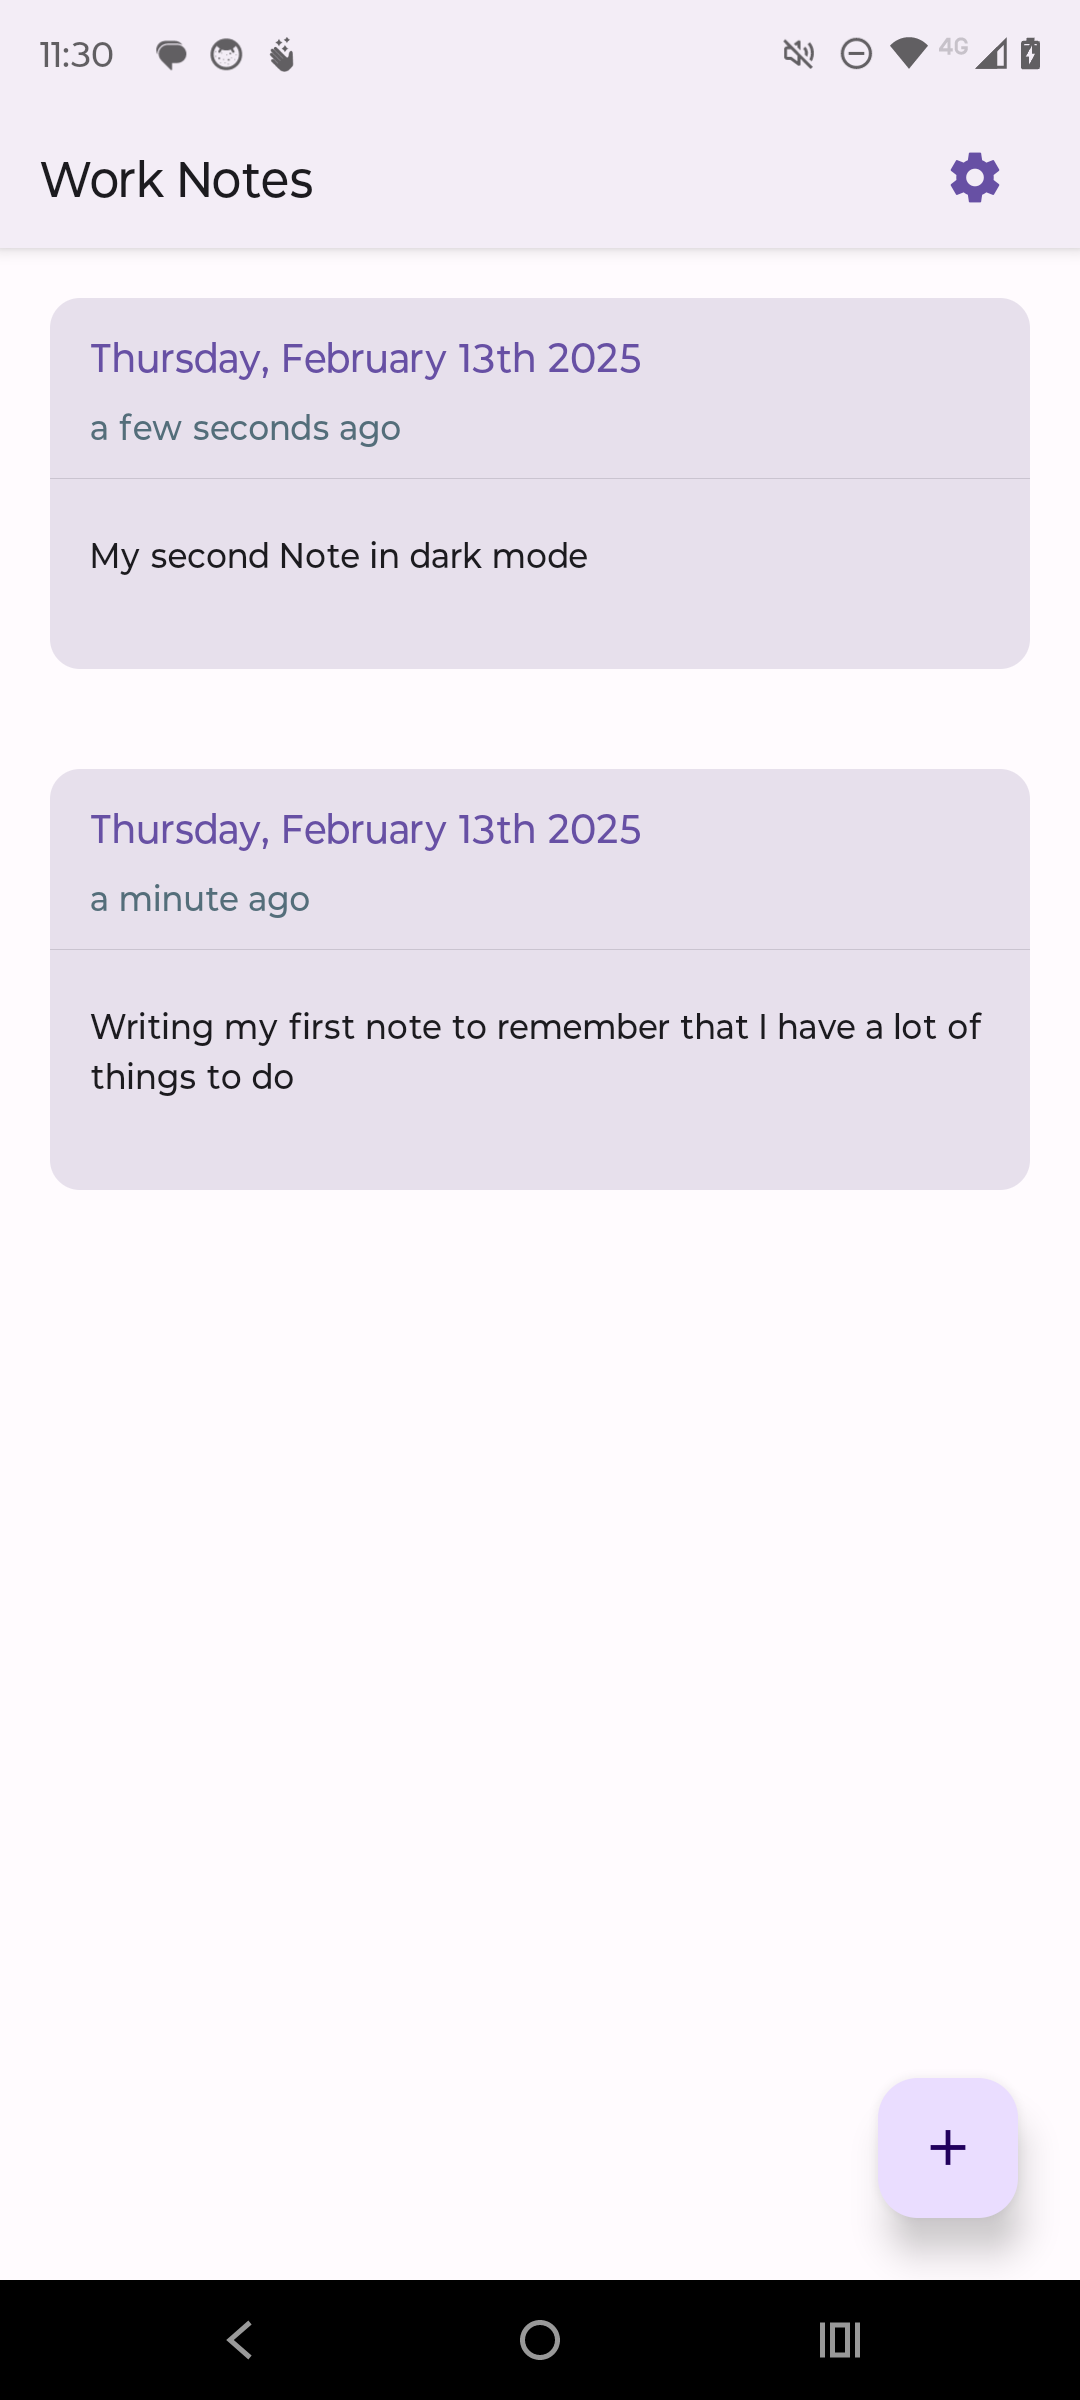 11:30
4G
Work Notes
Thursday, February 13th 2025
a few seconds ago
My second Note in dark mode
Thursday, February 13th 2025
a minute ago
Writing my first note to remember that I have a lot of
things to do